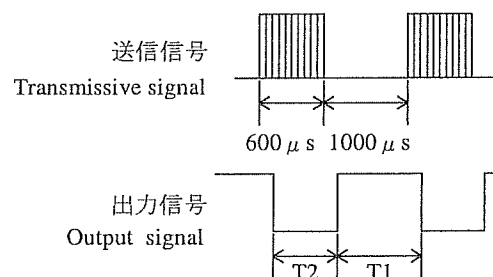 送信信号
Transmissive signal
600 μ s 1000 μ s
出力信号
Output signal
T2 T1